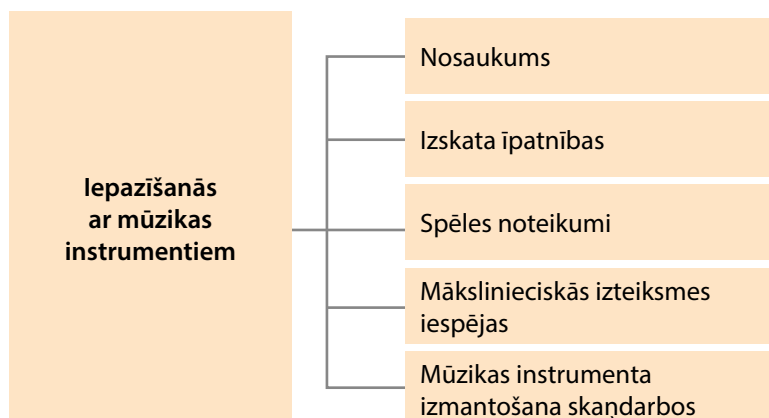 Iepazīšanās
ar mūzikas
instrumentiem
Nosaukums
Izskata īpatnības
Spēles noteikumi
Mākslinieciskās izteiksmes
iespējas
Mūzikas instrumenta
izmantošana skaņdarbos